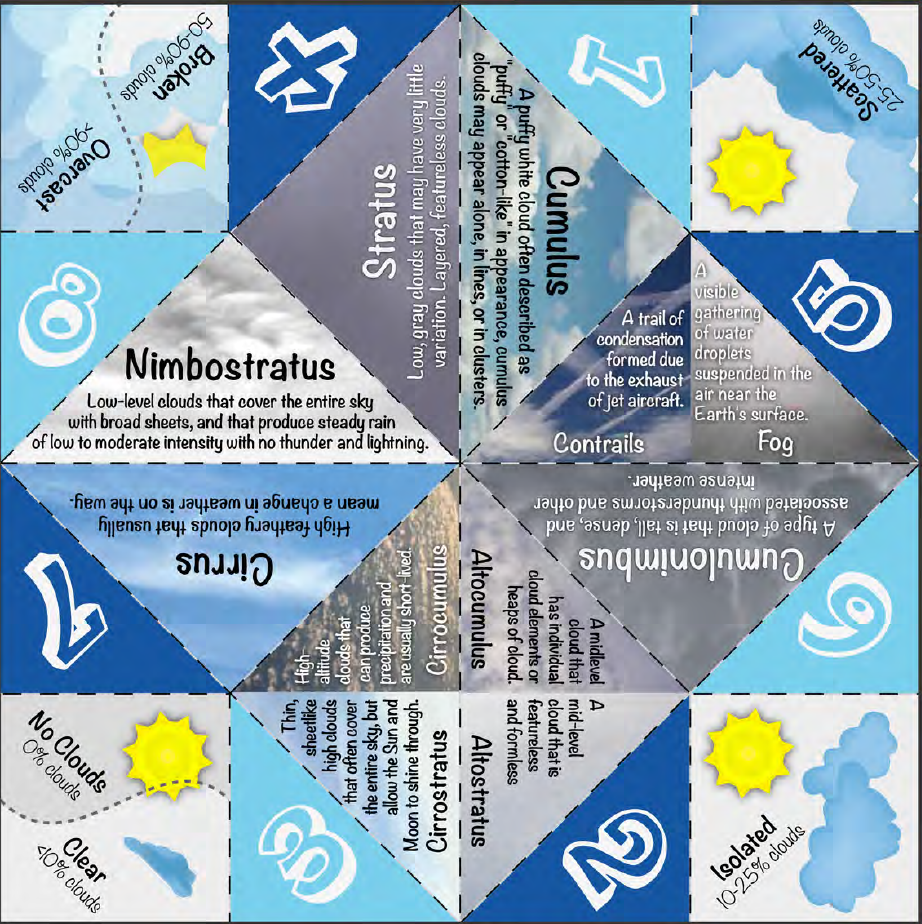 Overcast
>90% clouds
Broken
50-90% clouds
4
1
Scattered
25-50% clouds
8
Stratus
Low, gray clouds that may have very little
variation. Layered, featureless clouds.
Cumulus
A puffy white cloud often described as
"puffy" or "cotton-like" in appearance, cumulus
clouds may appear alone, in lines, or in clusters.
5
Nimbostratus
Low-level clouds that cover the entire sky
with broad sheets, and that produce steady rain
of low to moderate intensity with no thunder and lightning.
A trail of
condensation
formed due
to the exhaust
of jet aircraft.
Contrails
A
visible
gathering
of water
droplets
suspended in the
air near the
Earth's surface.
Fog
7
Cirrus
High feathery clouds that usually
mean a change in weather is on the way.
High-
altitude
clouds that
can produce
precipitation and
are usually short-lived.
Cirrocumulus
Altocumulus
A midlevel
cloud that
has individual
cloud elements or
heaps of cloud.
Cumulonimbus
A type of cloud that is tall, dense, and
associated with thunderstorms and other
intense weather.
6
No Clouds
0% clouds
Clear
<10% clouds
3
Thin,
sheetlike
high clouds
that often cover
the entire sky, but
allow the Sun and
Moon to shine through.
Cirrostratus
Altostratus
A
mid-level
cloud that is
featureless
and formless
2
Isolated
10-25% clouds